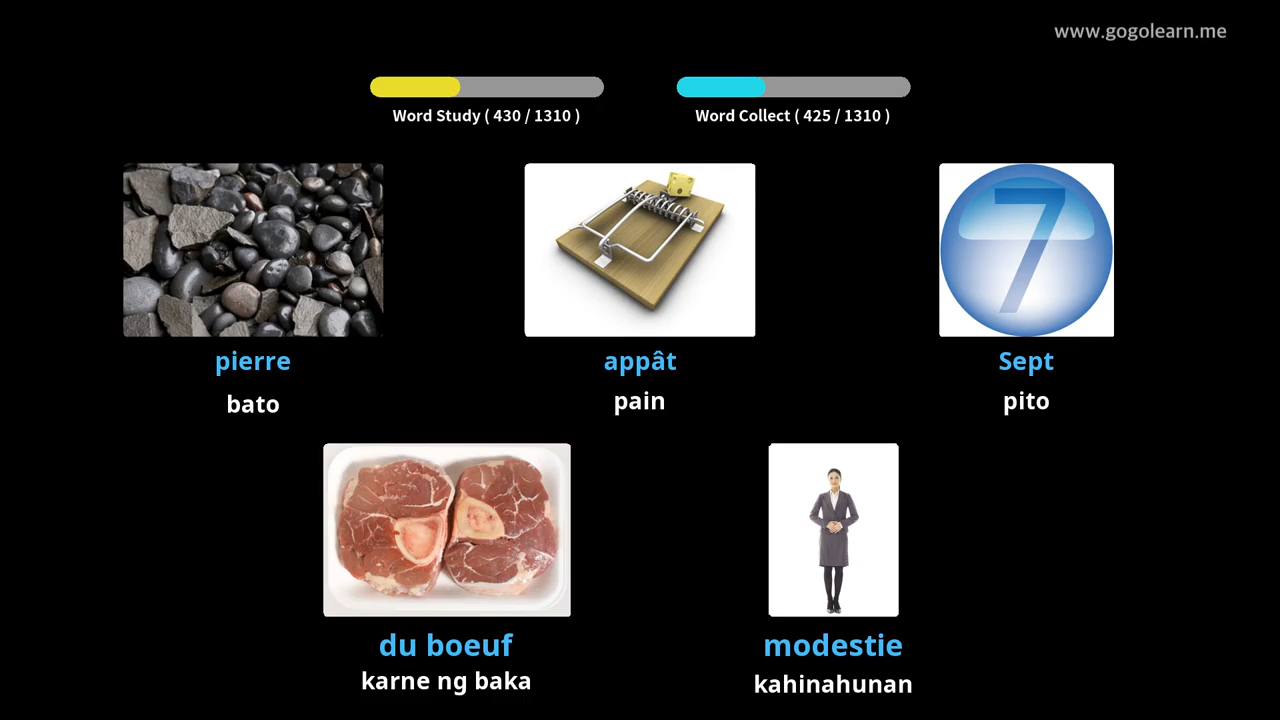 www.gogolearn.me
Word Study ( 430 / 1310 )
Word Collect ( 425 / 1310 )
7
pierre
appât
Sept
bato
pain
pito
du boeuf
modestie
karne ng baka
kahinahunan